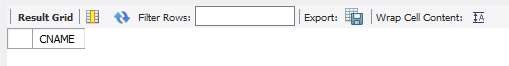 Result Grid Filter Rows: Export: Wrap Cell Content:
CNAME